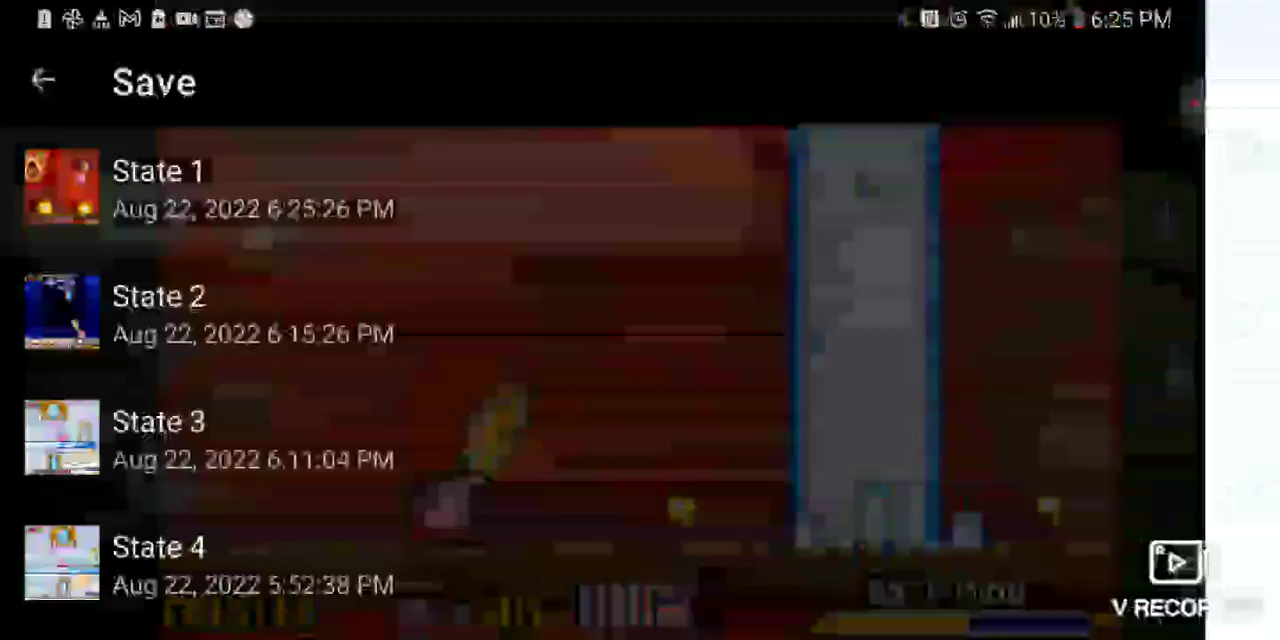 10% 6:25 PM
Save
State 1
Aug 22, 2022 6:25:26 PM
State 2
Aug 22, 2022 6:15:26 PM
State 3
Aug 22, 2022 6:11:04 PM
State 4
Aug 22, 2022 5:52:38 PM
V RECOR